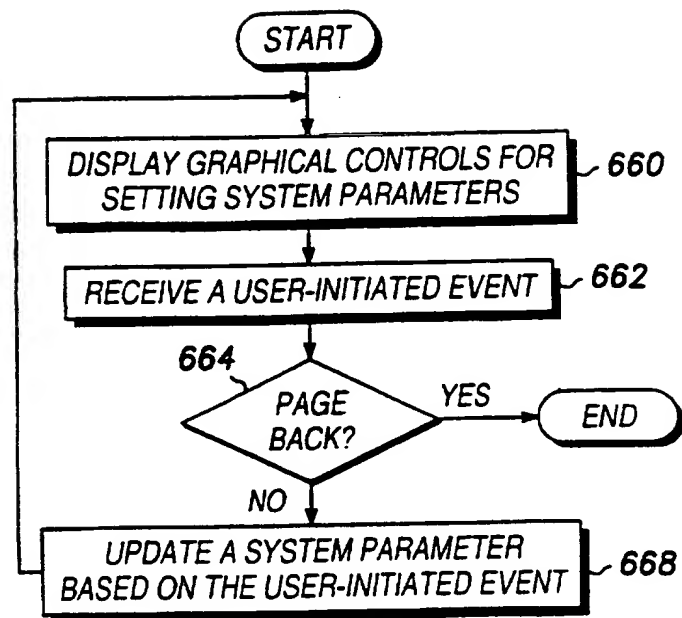 START
DISPLAY GRAPHICAL CONTROLS FOR
SETTING SYSTEM PARAMETERS
660
RECEIVE A USER-INITIATED EVENT
662
664
PAGE
BACK?
YES
END
NO
UPDATE A SYSTEM PARAMETER
BASED ON THE USER-INITIATED EVENT
668